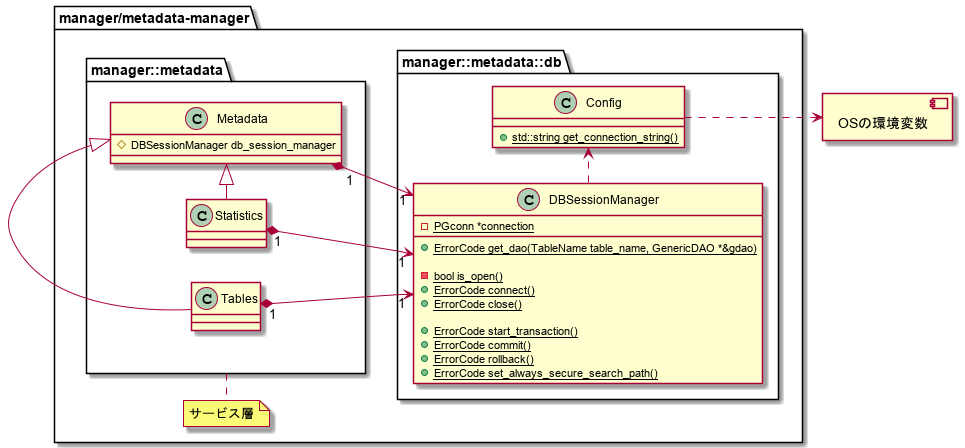 manager/metadata-manager
manager::metadata
Metadata
DBSessionManager db_session_manager
1
1
Statistics
1
1
Tables
1
1
サービス層
manager::metadata::db
Config
std::string get_connection_string()
DBSessionManager
PGconn *connection
ErrorCode get_dao(TableName table_name, GenericDAO *&gdao)
bool is_open()
ErrorCode connect()
ErrorCode close()
ErrorCode start_transaction()
ErrorCode commit()
ErrorCode rollback()
ErrorCode set_always_secure_search_path()
OSの環境変数